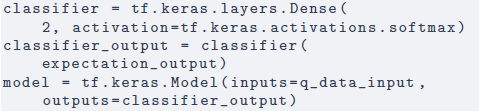 classifier = tf.keras.layers.Dense(
2, activation=tf.keras.activations.softmax)
classifier_output = classifier(
expectation_output)
model = tf.keras.Model(inputs=q_data_input,
outputs=classifier_output)